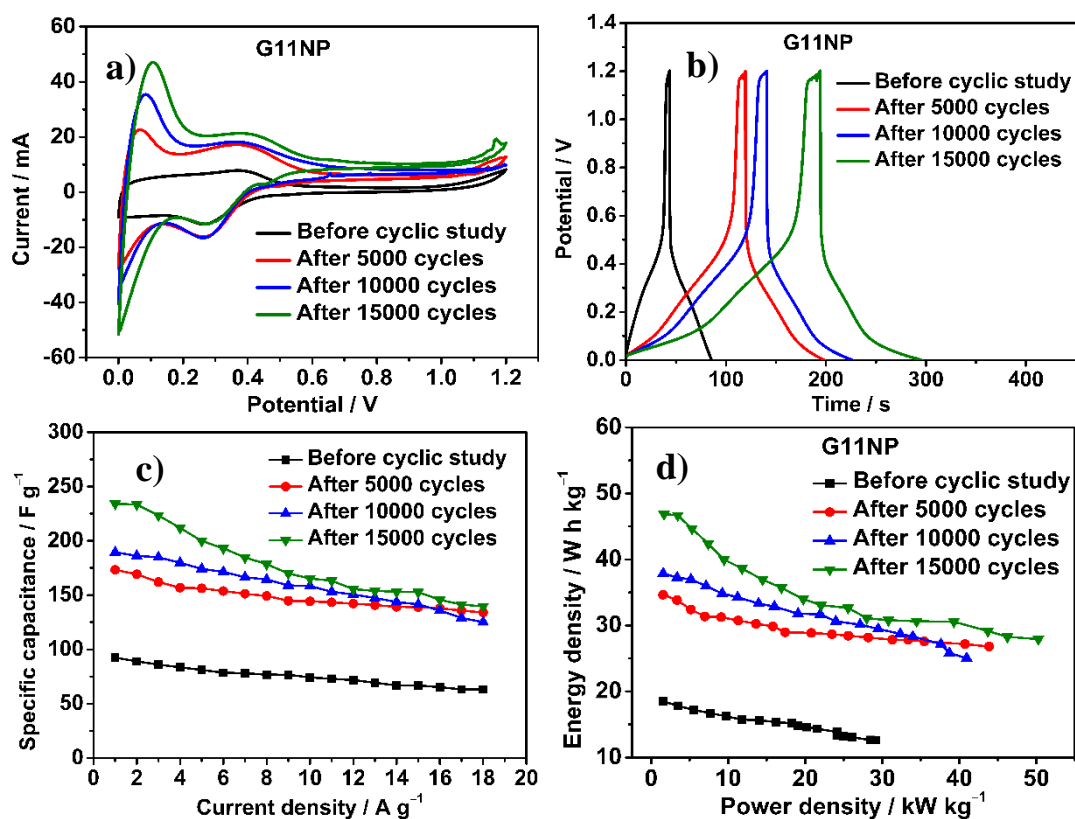 a)
G11NP
Current / mA
60
40
20
0
-20
-40
-60
Before cyclic study
After 5000 cycles
After 10000 cycles
After 15000 cycles
0.0 0.2 0.4 0.6 0.8 1.0 1.2
Potential / V
b)
G11NP
Potential / V
1.4
1.2
1.0
0.8
0.6
0.4
0.2
0.0
Before cyclic study
After 5000 cycles
After 10000 cycles
After 15000 cycles
0 100 200 300 400
Time / s
c)
Specific capacitance / F g⁻¹
300
250
200
150
100
50
0
Before cyclic study
After 5000 cycles
After 10000 cycles
After 15000 cycles
0 2 4 6 8 10 12 14 16 18 20
Current density / A g⁻¹
d)
G11NP
Energy density / W h kg⁻¹
60
50
40
30
20
10
Before cyclic study
After 5000 cycles
After 10000 cycles
After 15000 cycles
0 10 20 30 40 50
Power density / kW kg⁻¹